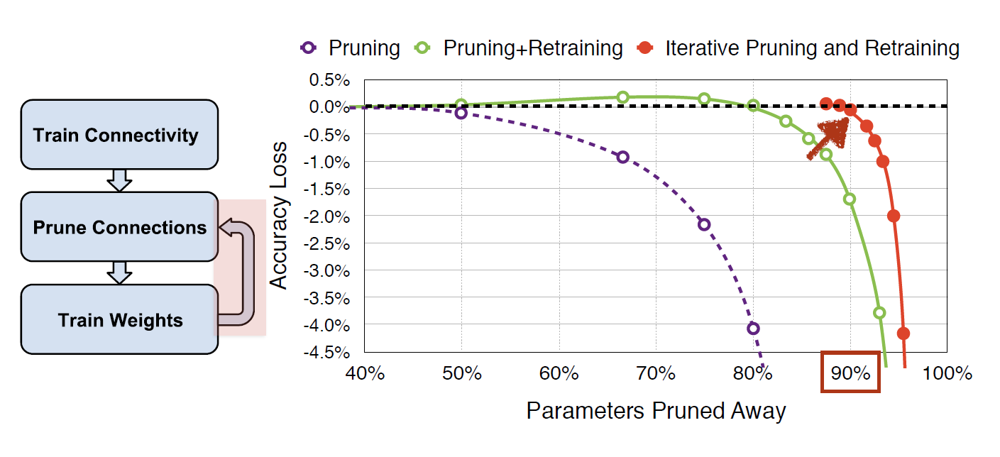 Train Connectivity
Prune Connections
Train Weights
Pruning
Pruning+Retraining
Iterative Pruning and Retraining
Accuracy Loss
0.5%
0.0%
-0.5%
-1.0%
-1.5%
-2.0%
-2.5%
-3.0%
-3.5%
-4.0%
-4.5%
40% 50% 60% 70% 80% 90% 100%
Parameters Pruned Away